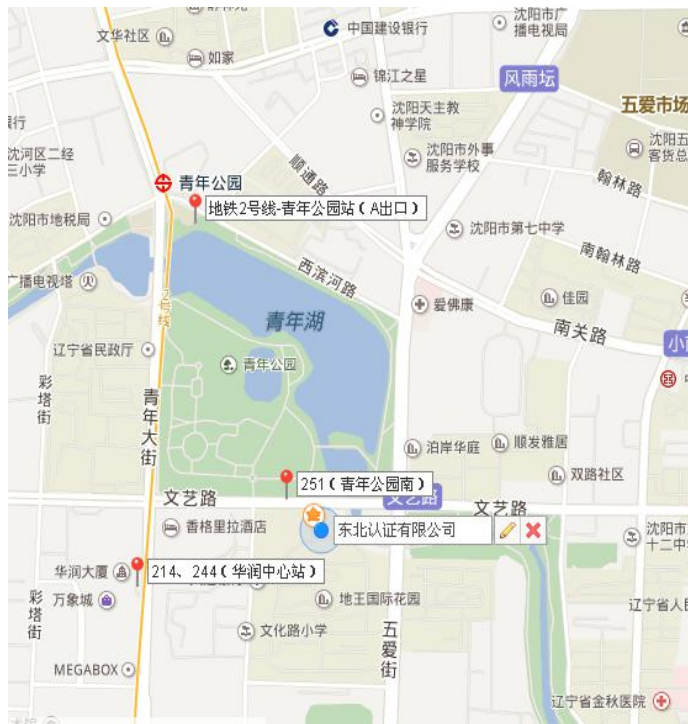 文华社区
如家
中国建设银行
沈阳市广
播电视局
锦江之星
风雨坛
五爱市场
沈阳天主教
神学院
沈阳五
客货总
沈河区二经
三小学
沈阳市外事
服务学校
顺通路
翰林路
青年公园
地铁2号线-青年公园站(A出口)
沈阳市地税局
沈阳市第七中学
南翰林路
广播电视塔
西滨河路
2号线
爱佛康
佳园
青年湖
南关路
辽宁省民政厅
青年公园
彩塔街
青年大街
泊岸华庭
顺发雅居
双路社区
251(青年公园南)
文艺路
文艺路
文艺路
香格里拉酒店
东北认证有限公司
沈阳市
十二中学
华润大厦
214、244(华润中心站)
万象城
彩塔街
地王国际花园
辽宁省人民
文化路小学
五爱街
MEGABOX
辽宁省金秋医院